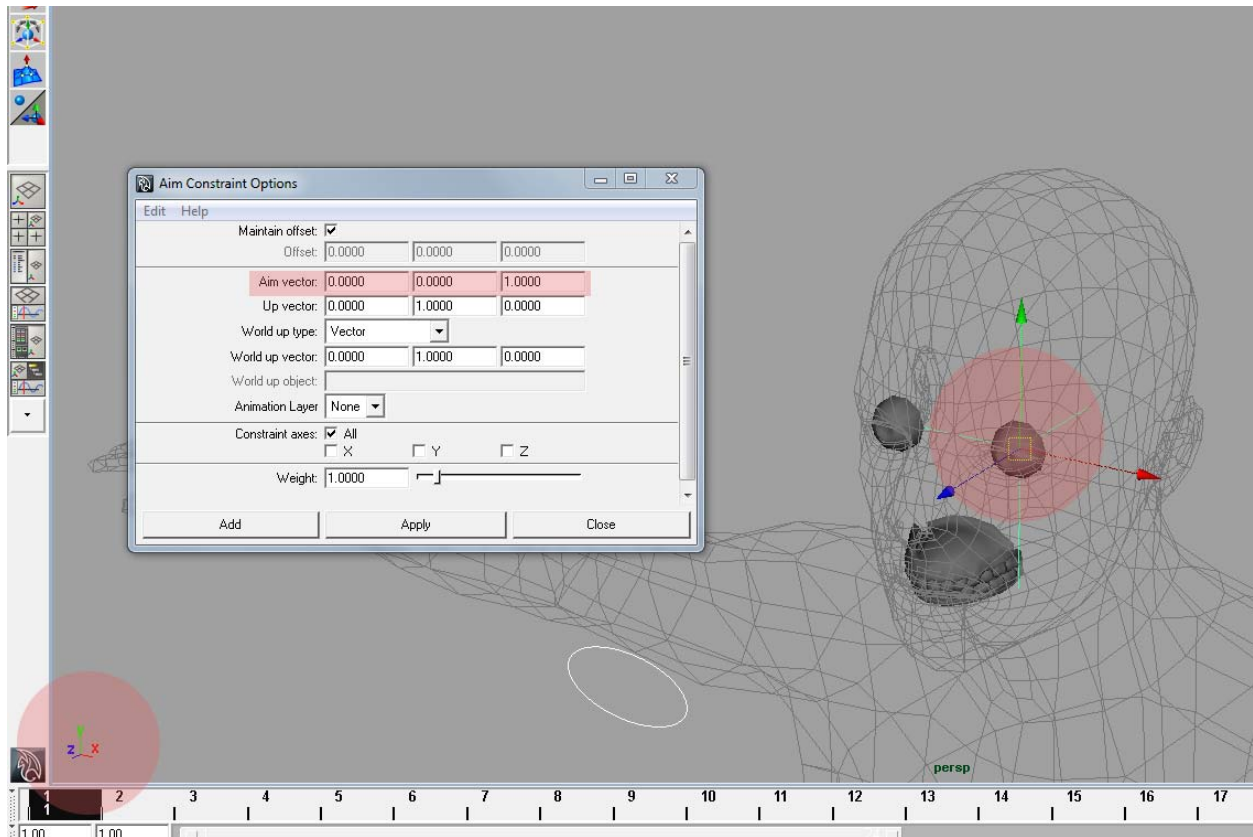 Aim Constraint Options
Edit Help
Maintain offset:
Offset: 0.0000 0.0000 0.0000
Aim vector: 0.0000 0.0000 1.0000
Up vector: 0.0000 1.0000 0.0000
World up type: Vector
World up vector: 0.0000 1.0000 0.0000
World up object:
Animation Layer None
Constraint axes: All
X Y Z
Weight: 1.0000
Add Apply Close
y
z x
persp
1 2 3 4 5 6 7 8 9 10 11 12 13 14 15 16 17
1
1.00 1.00